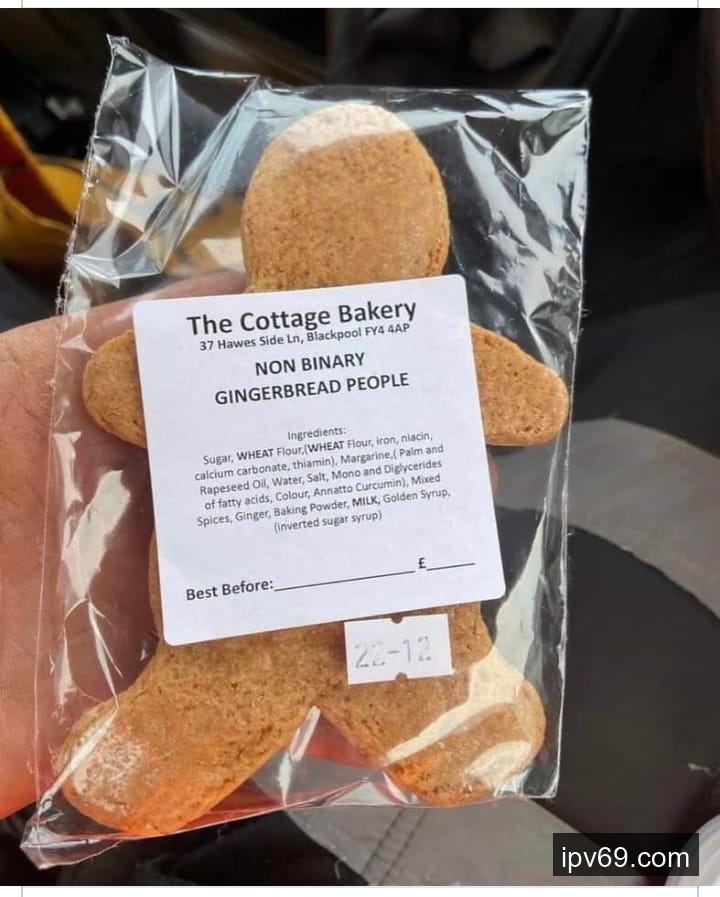 The Cottage Bakery
37 Hawes Side Ln, Blackpool FY4 4AP
NON BINARY
GINGERBREAD PEOPLE
Ingredients:
Sugar, WHEAT Flour,(WHEAT Flour, iron, niacin,
calcium carbonate, thiamin), Margarine,( Palm and
Rapeseed Oil, Water, Salt, Mono and Diglycerides
of fatty acids, Colour, Annatto Curcumin), Mixed
Spices, Ginger, Baking Powder, MILK, Golden Syrup,
(inverted sugar syrup)
Best Before:_______________ £_____
22-12
ipv69.com